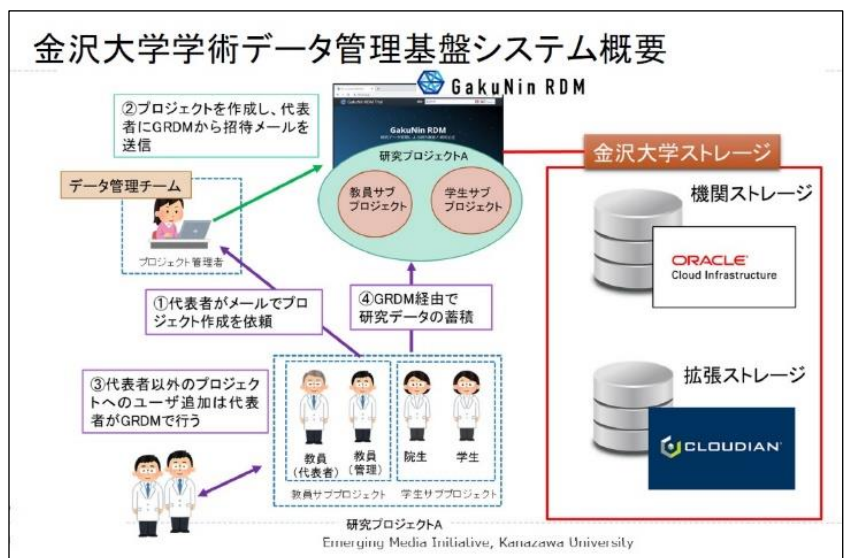 金沢大学学術データ管理基盤システム概要
GakuNin RDM
②プロジェクトを作成し、代表
者にGRDMから招待メールを
送信
GakuNin RDM
研究プロジェクトA
教員サブ
プロジェクト
学生サブ
プロジェクト
金沢大学ストレージ
データ管理チーム
プロジェクト管理者
機関ストレージ
ORACLE
Cloud Infrastructure
①代表者がメールでプロ
ジェクト作成を依頼
④GRDM経由で
研究データの蓄積
③代表者以外のプロジェク
トへのユーザ追加は代表
者がGRDMで行う
拡張ストレージ
CLOUDIAN
教員
(代表者)
教員
(管理)
院生
学生
教員サブプロジェクト
学生サブプロジェクト
研究プロジェクトA
Emerging Media Initiative, Kanazawa University